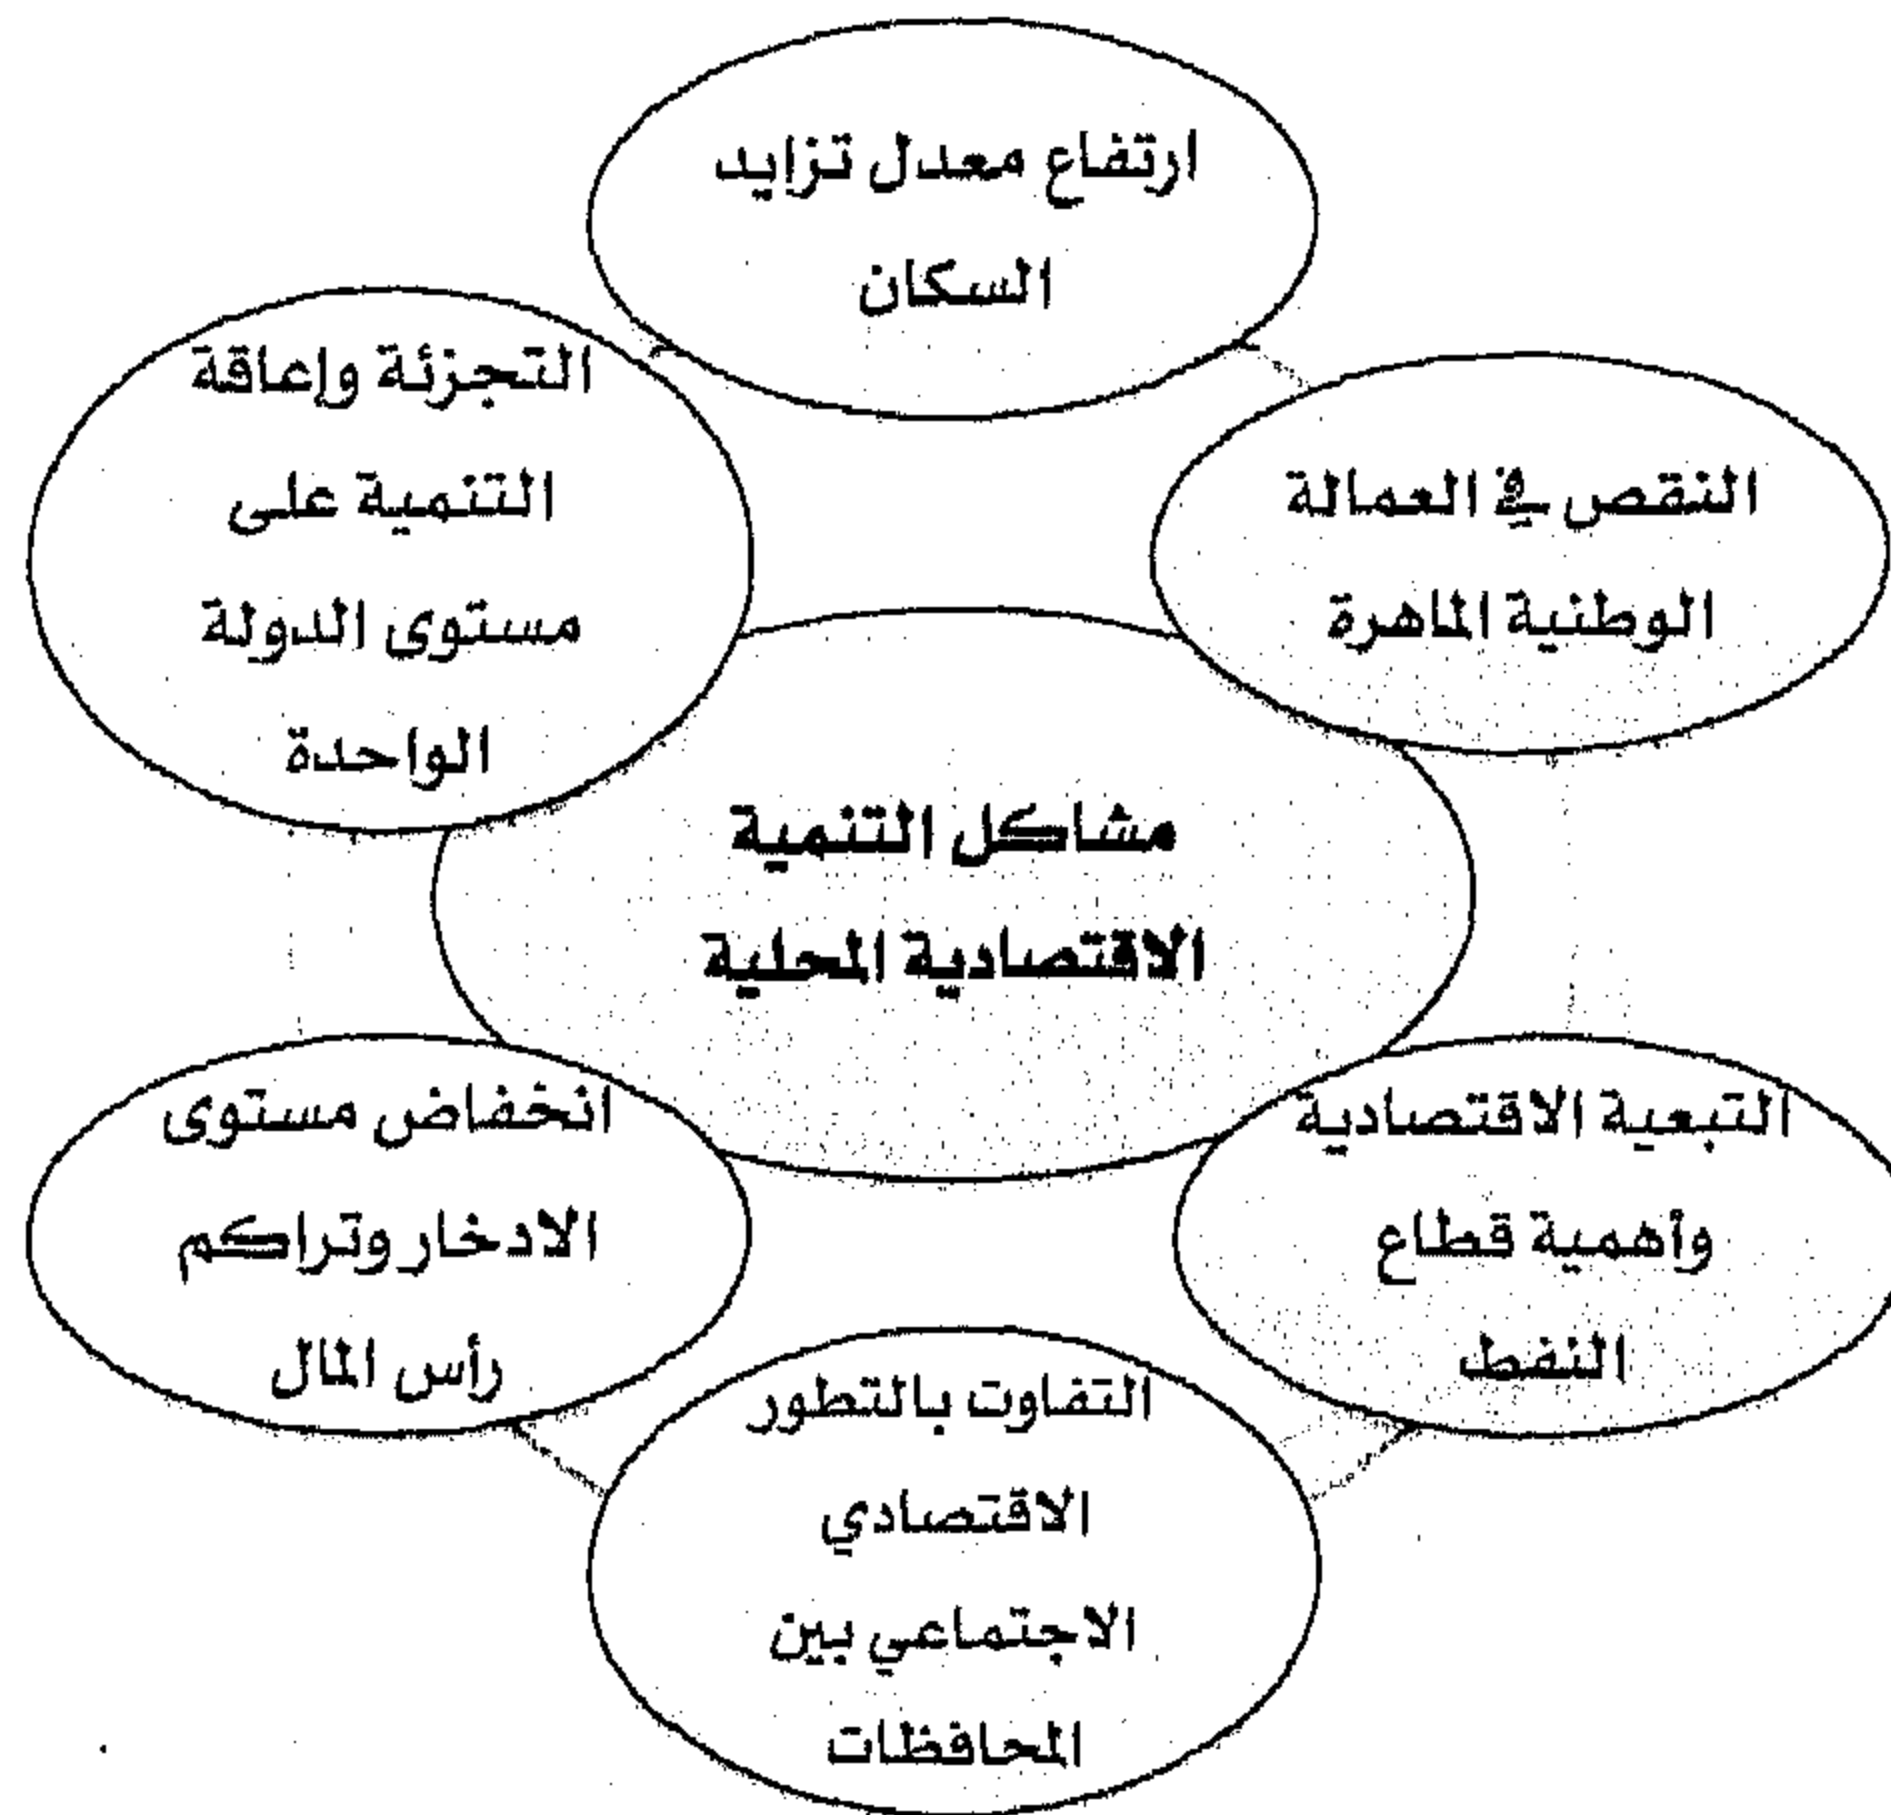 ارتفاع معدل تزايد
السكان
النقص في العمالة
الوطنية الماهرة
التجزئة وإعاقة
التنمية على
مستوى الدولة
الواحدة
مشاكل التنمية
الاقتصادية المحلية
التبعية الاقتصادية
وأهمية قطاع
النفط
انخفاض مستوى
الادخار وتراكم
رأس المال
التفاوت بالتطور
الاقتصادي
الاجتماعي بين
المحافظات